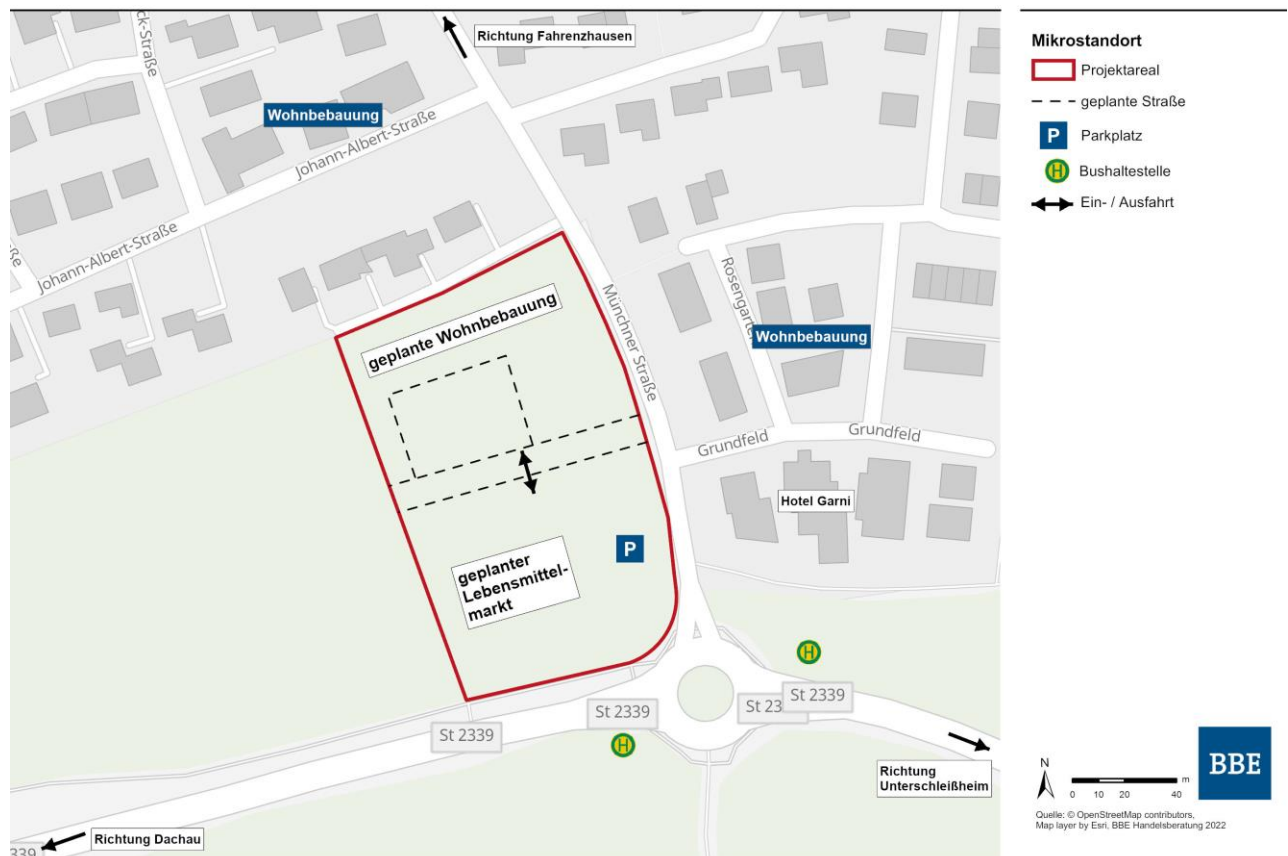 ck-Straße
Richtung Fahrenzhausen
Wohnbebauung
Johann-Albert-Straße
Johann-Albert-Straße
ße
geplante Wohnbebauung
Münchner Straße
Rosengarten
Wohnbebauung
Grundfeld
Grundfeld
Hotel Garni
P
geplanter
Lebensmittel-
markt
H
St 2339
St 23
St 2339
St 2339
H
Richtung
Unterschleißheim
Richtung Dachau
2339
Mikrostandort
Projektareal
geplante Straße
P
Parkplatz
H
Bushaltestelle
Ein- / Ausfahrt
N
m
0 10 20 40
BBE
Quelle: © OpenStreetMap contributors,
Map layer by Esri, BBE Handelsberatung 2022